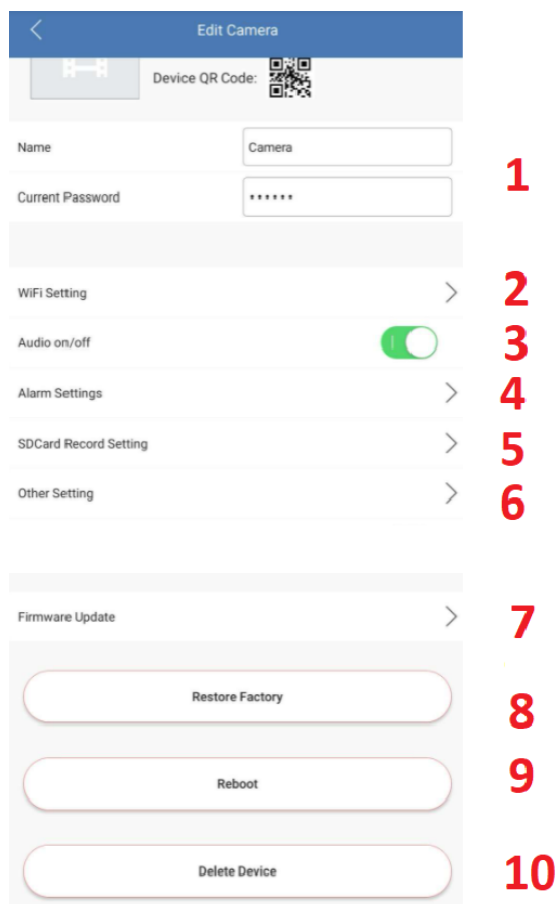 Edit Camera
Device QR Code:
Name Camera
1
Current Password ******
WiFi Setting 2
Audio on/off 3
Alarm Settings 4
SDCard Record Setting 5
Other Setting 6
Firmware Update 7
Restore Factory 8
Reboot 9
Delete Device 10